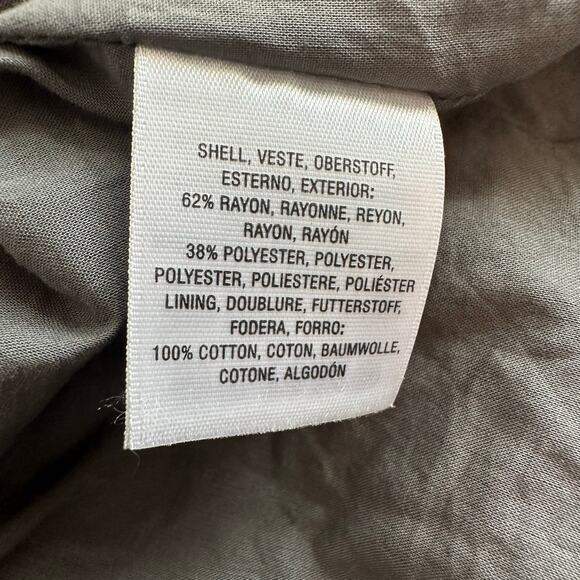 SHELL, VESTE, OBERSTOFF,
ESTERNO, EXTERIOR:
62% RAYON, RAYONNE, REYON,
RAYON, RAYÓN
38% POLYESTER, POLYESTER,
POLYESTER, POLIESTERE, POLIÉSTER
LINING, DOUBLURE, FUTTERSTOFF,
FODERA, FORRO:
100% COTTON, COTON, BAUMWOLLE,
COTONE, ALGODÓN